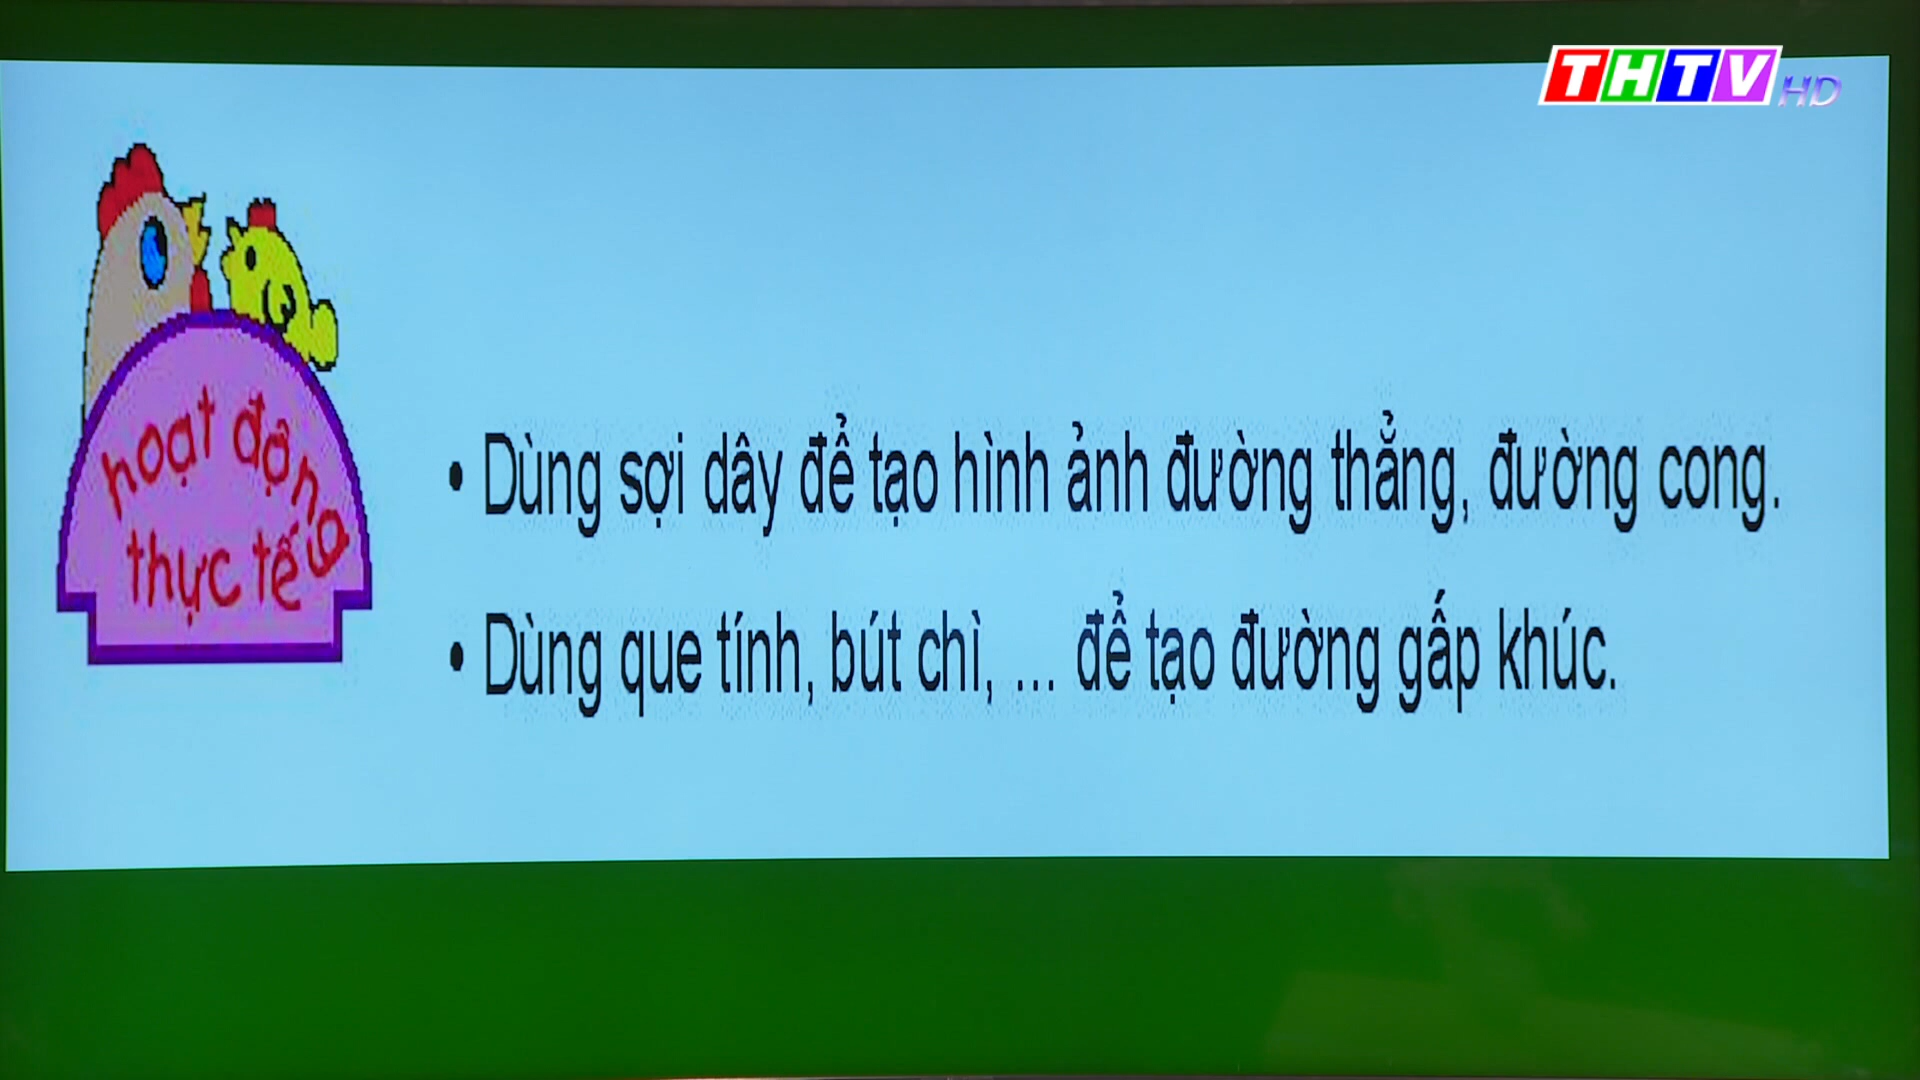 THTV HD
hoạt động
thực tế
• Dùng sợi dây để tạo hình ảnh đường thẳng, đường cong.
• Dùng que tính, bút chì, ... để tạo đường gấp khúc.